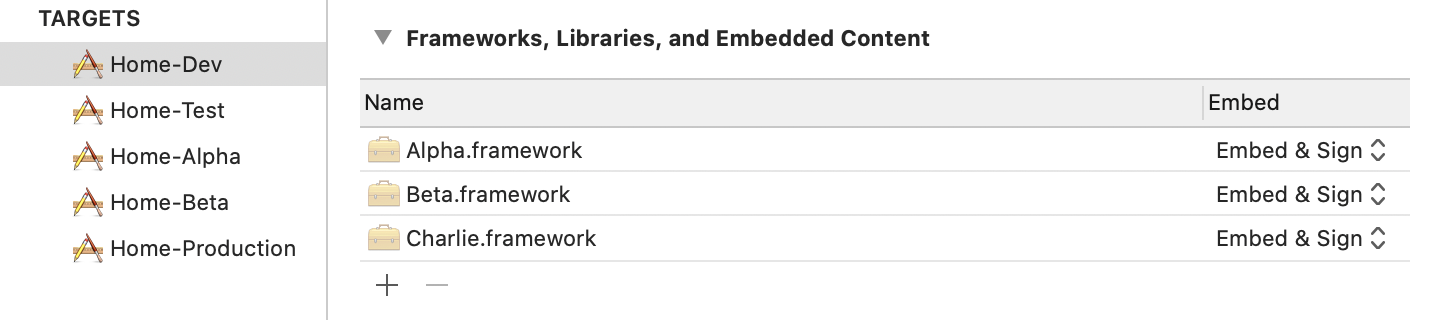 TARGETS
Home-Dev
Home-Test
Home-Alpha
Home-Beta
Home-Production
Frameworks, Libraries, and Embedded Content
Name Embed
Alpha.framework Embed & Sign
Beta.framework Embed & Sign
Charlie.framework Embed & Sign